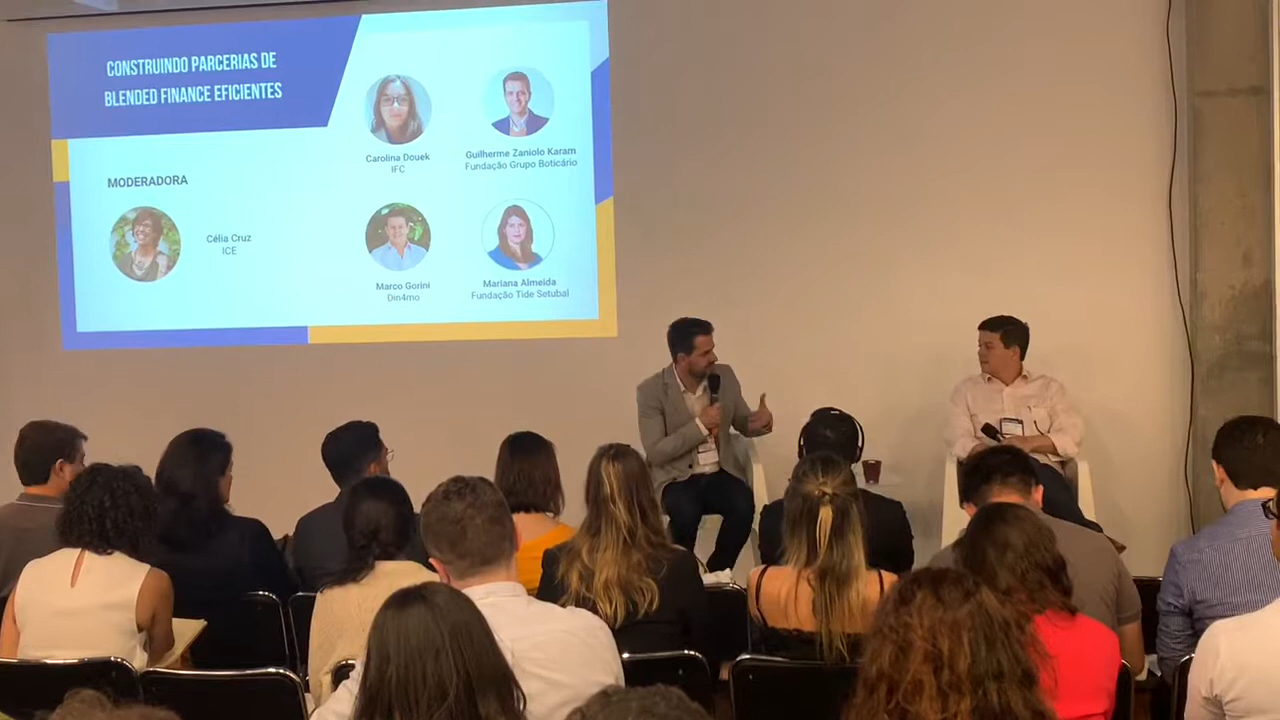 CONSTRUINDO PARCERIAS DE
BLENDED FINANCE EFICIENTES
MODERADORA
Célia Cruz
ICE
Carolina Douek
IFC
Guilherme Zaniolo Karam
Fundação Grupo Boticário
Marco Gorini
Din4mo
Mariana Almeida
Fundação Tide Setubal